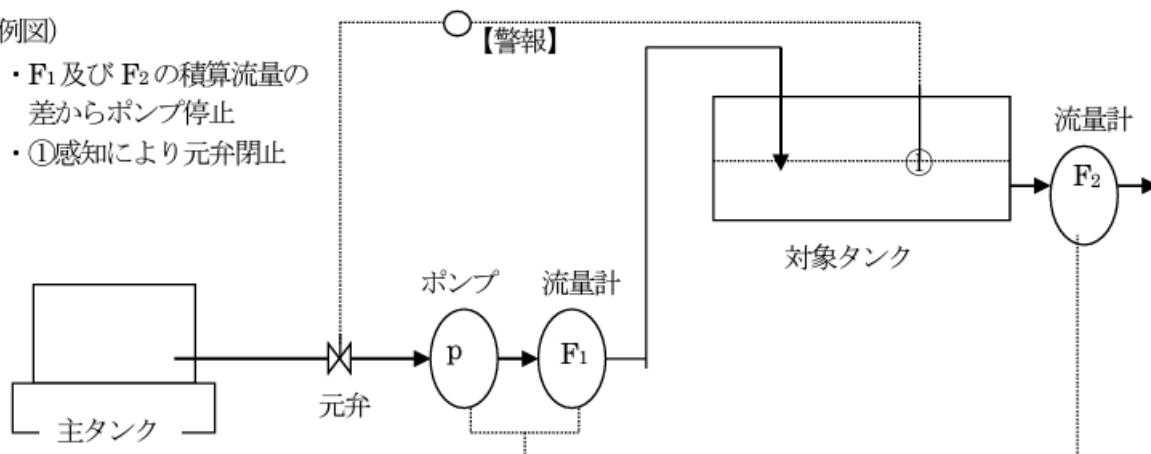 例図)
・F₁及び F₂の積算流量の
差からポンプ停止
・①感知により元弁閉止
【警報】
流量計
F₂
①
対象タンク
ポンプ
流量計
p
F₁
元弁
主タンク